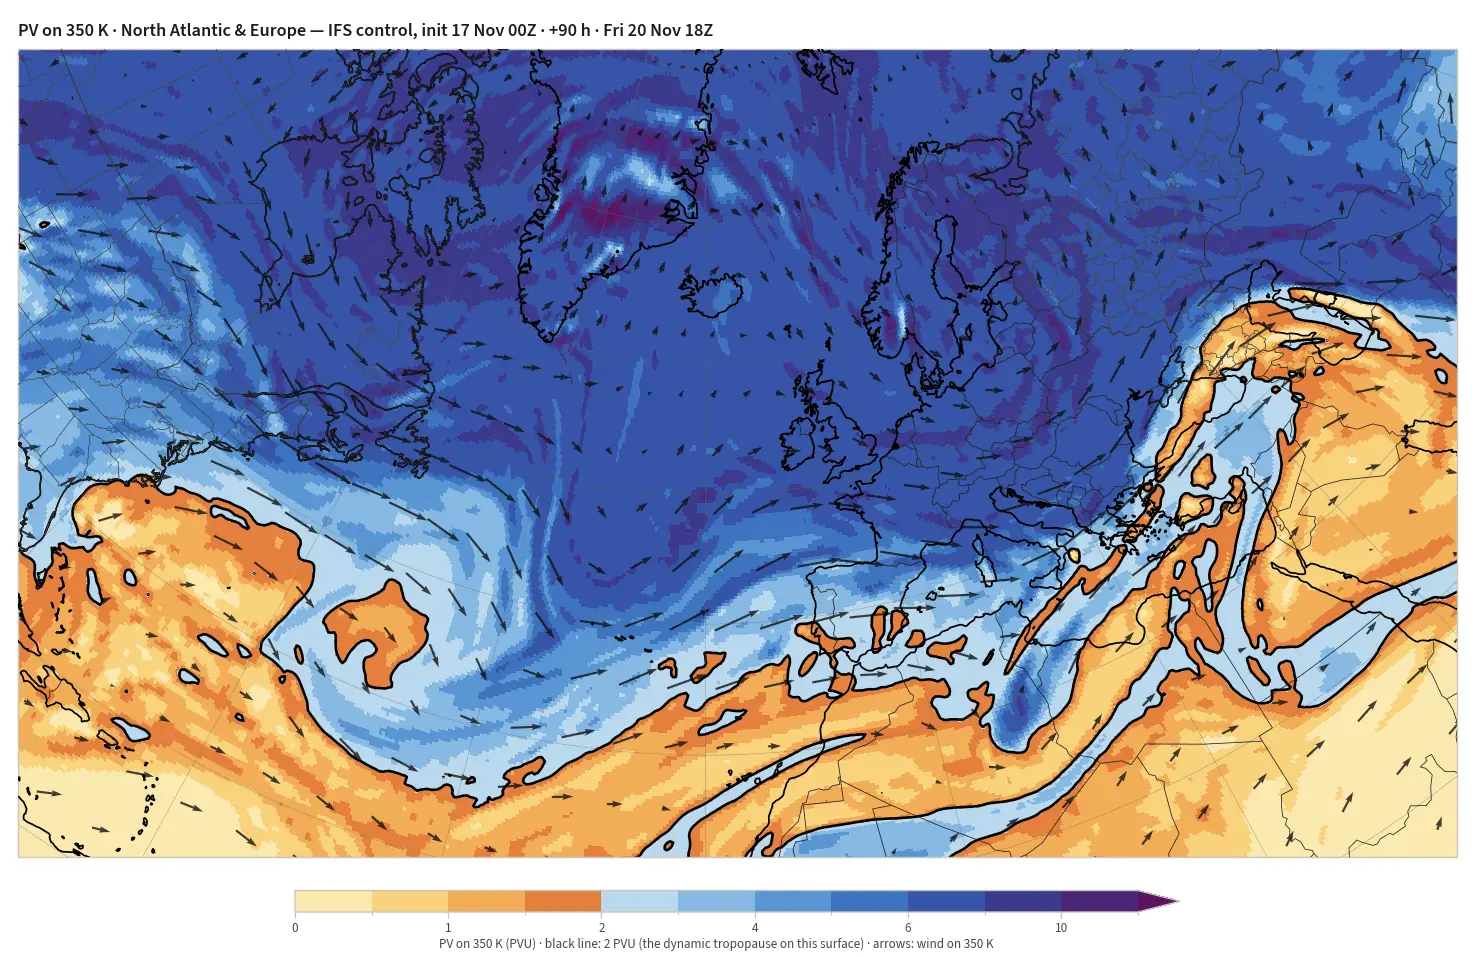 PV on 350 K · North Atlantic & Europe — IFS control, init 17 Nov 00Z · +90 h · Fri 20 Nov 18Z
0 1 2 4 6 10
PV on 350 K (PVU) · black line: 2 PVU (the dynamic tropopause on this surface) · arrows: wind on 350 K